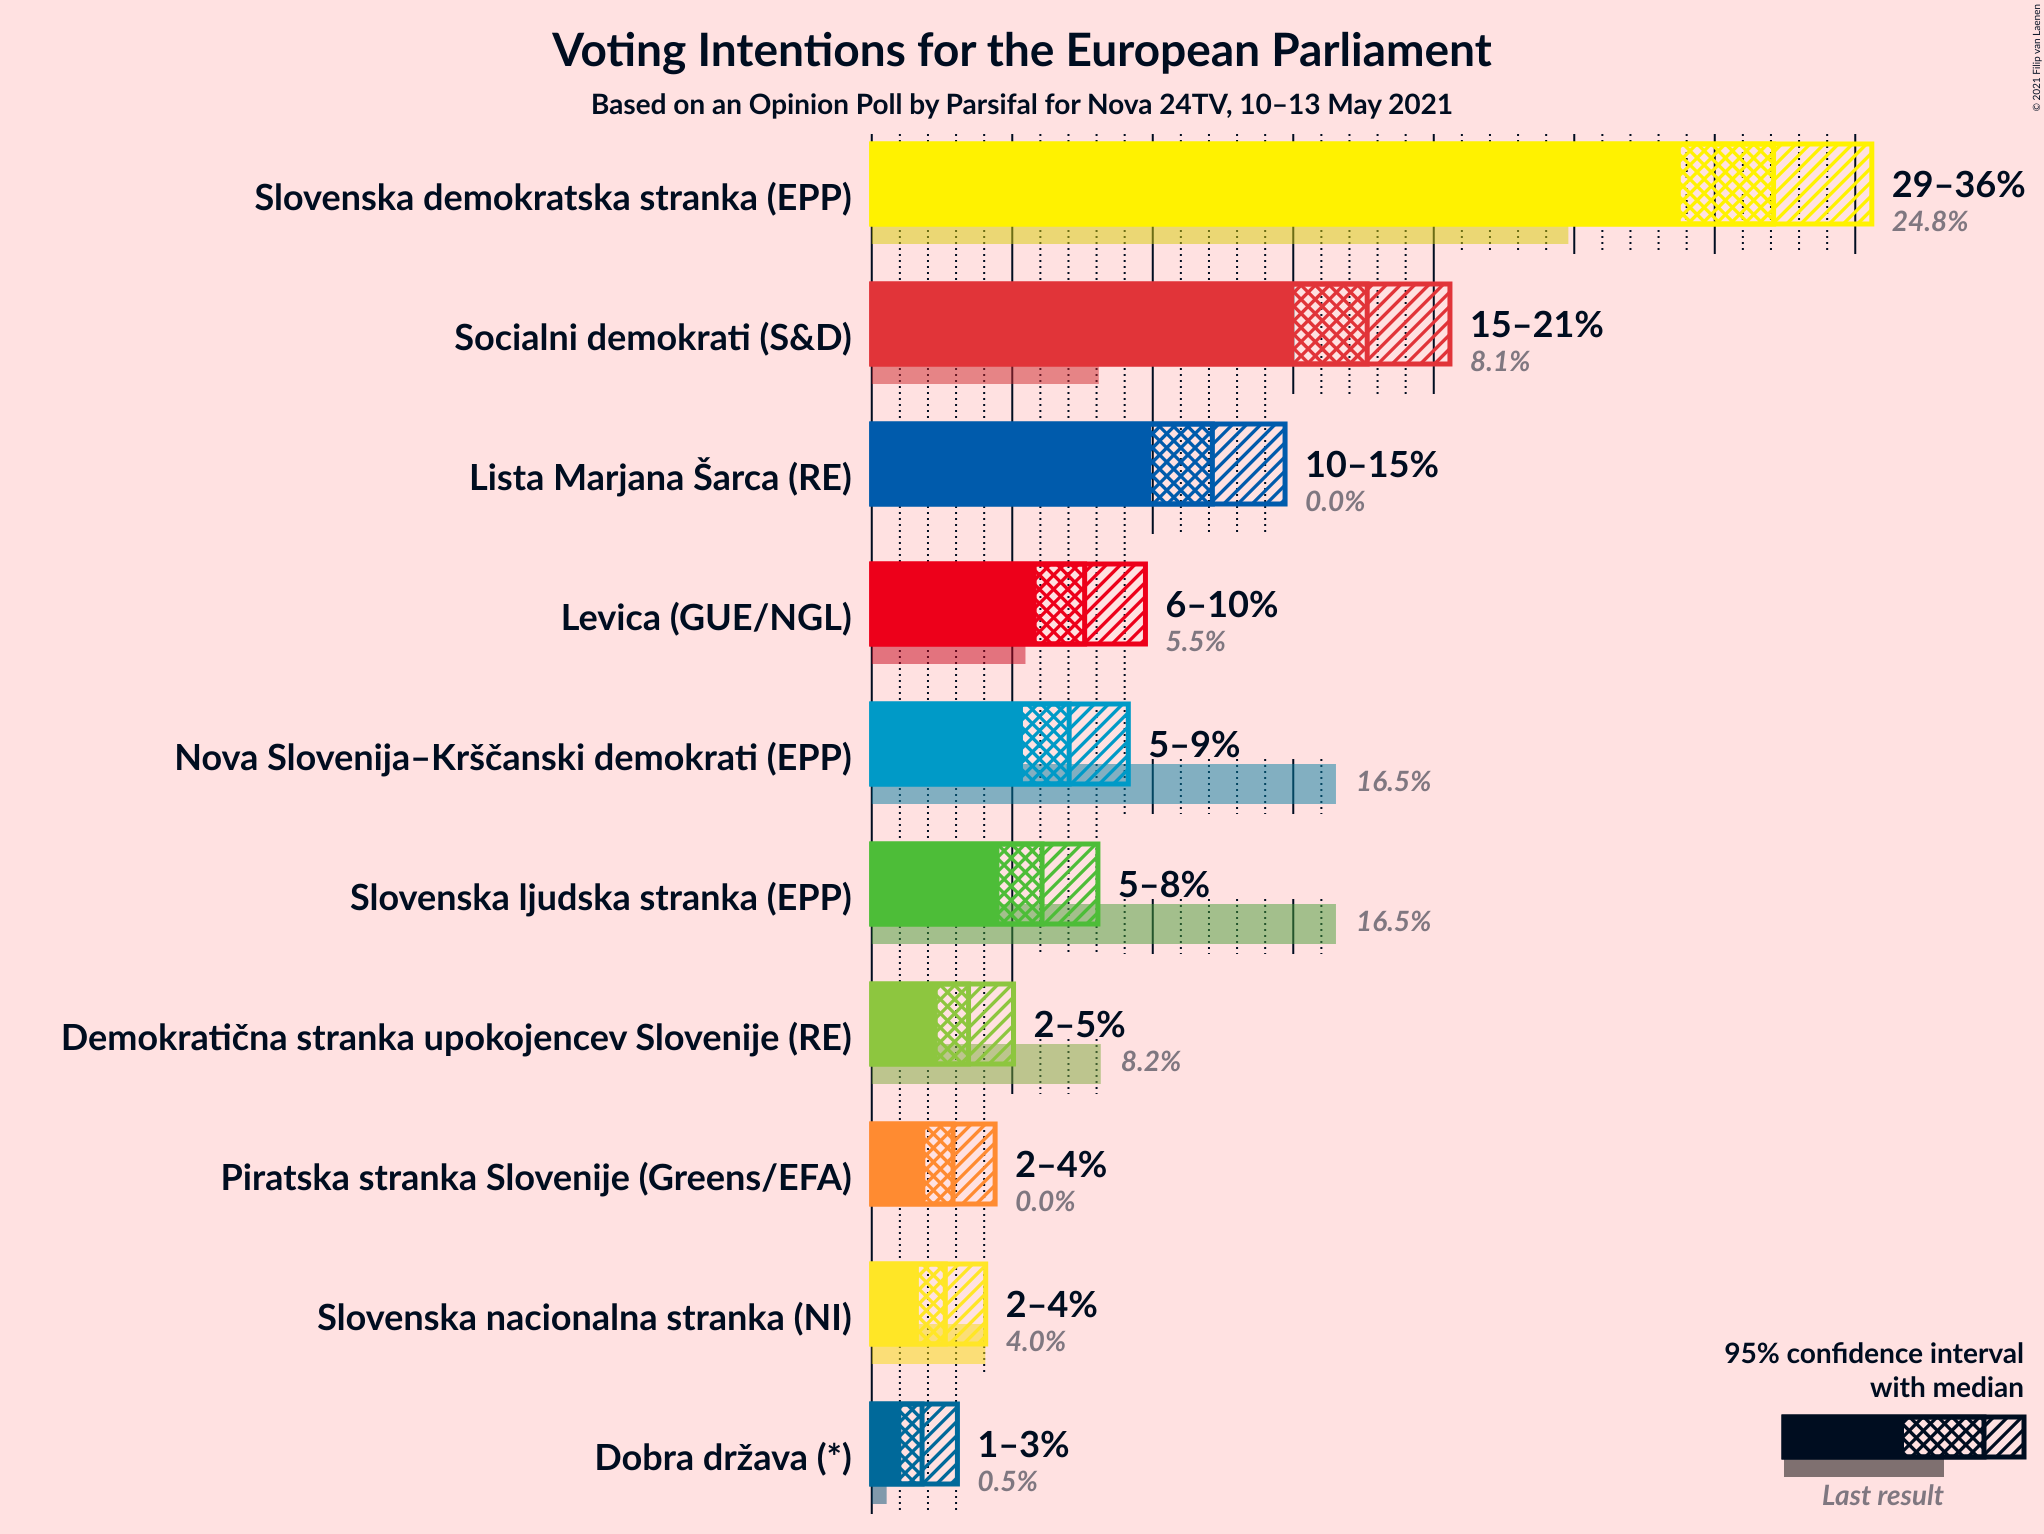 Voting Intentions for the European Parliament
Based on an Opinion Poll by Parsifal for Nova 24TV, 10–13 May 2021
© 2021 Filip van Laenen
Slovenska demokratska stranka (EPP)
29–36%
24.8%
Socialni demokrati (S&D)
15–21%
8.1%
Lista Marjana Šarca (RE)
10–15%
0.0%
Levica (GUE/NGL)
6–10%
5.5%
Nova Slovenija–Krščanski demokrati (EPP)
5–9%
16.5%
Slovenska ljudska stranka (EPP)
5–8%
16.5%
Demokratična stranka upokojencev Slovenije (RE)
2–5%
8.2%
Piratska stranka Slovenije (Greens/EFA)
2–4%
0.0%
Slovenska nacionalna stranka (NI)
2–4%
4.0%
Dobra država (*)
1–3%
0.5%
95% confidence interval
with median
Last result